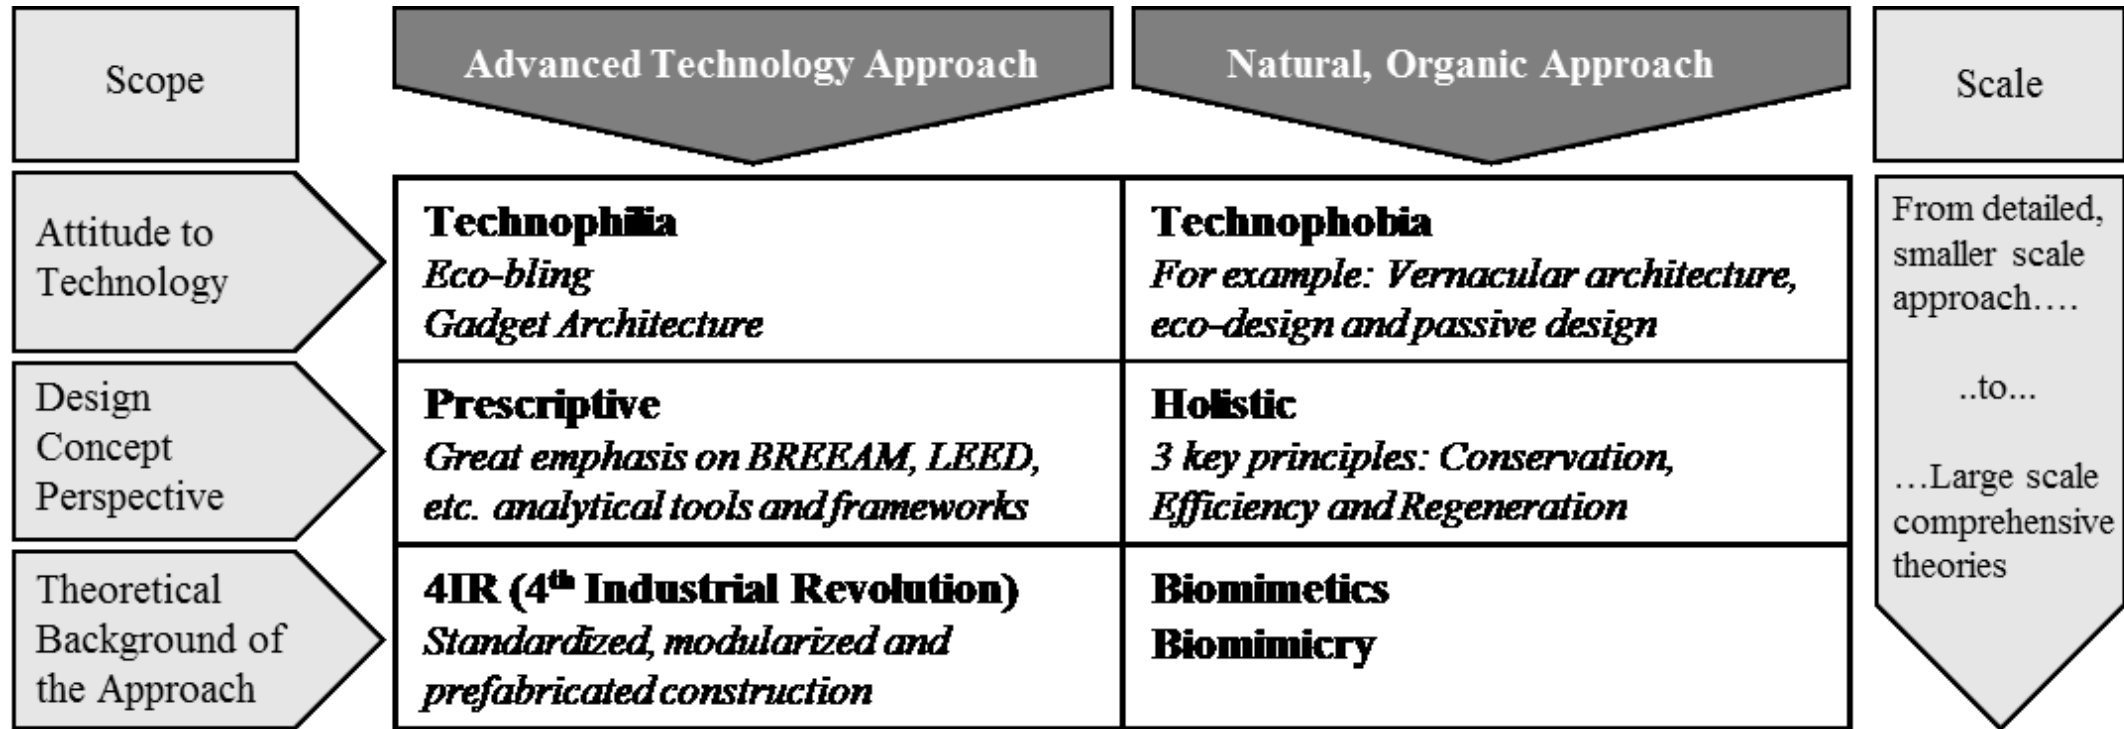 Scope
Advanced Technology Approach
Natural, Organic Approach
Scale
Attitude to
Technology
Technophilia
Eco-bling
Gadget Architecture
Technophobia
For example: Vernacular architecture,
eco-design and passive design
From detailed,
smaller scale
approach....
..to...
...Large scale
comprehensive
theories
Design
Concept
Perspective
Prescriptive
Great emphasis on BREEAM, LEED,
etc. analytical tools and frameworks
Holistic
3 key principles: Conservation,
Efficiency and Regeneration
Theoretical
Background of
the Approach
4IR (4th Industrial Revolution)
Standardized, modularized and
prefabricated construction
Biomimetics
Biomimicry